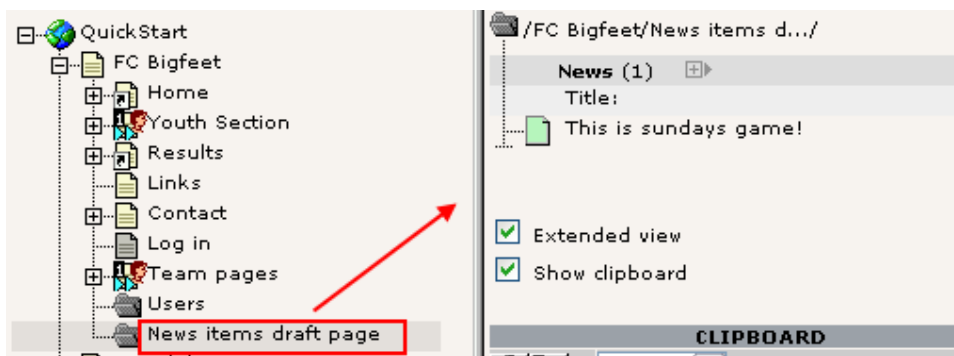 QuickStart
FC Bigfeet
Home
Youth Section
Results
Links
Contact
Log in
Team pages
Users
News items draft page
/FC Bigfeet/News items d.../
News (1)
Title:
This is sundays game!
Extended view
Show clipboard
CLIPBOARD